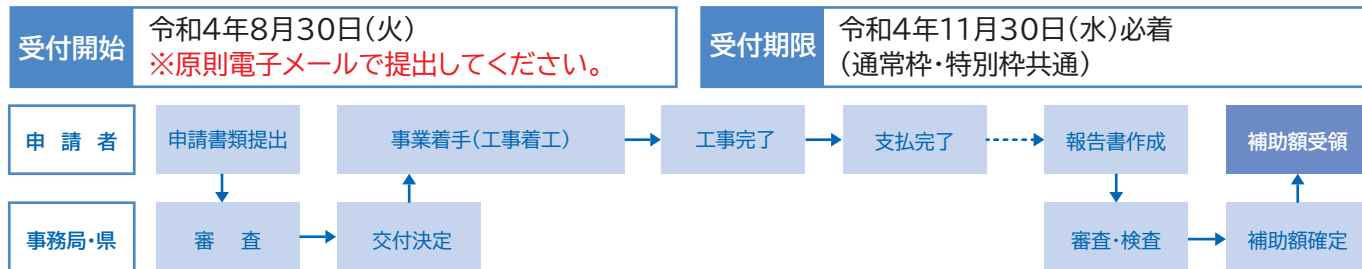 受付開始
令和4年8月30日(火)
※原則電子メールで提出してください。
受付期限
令和4年11月30日(水)必着
(通常枠・特別枠共通)
申請者
申請書類提出
事業着手(工事着工)
工事完了
支払完了
報告書作成
補助額受領
事務局・県
審　査
交付決定
審査・検査
補助額確定